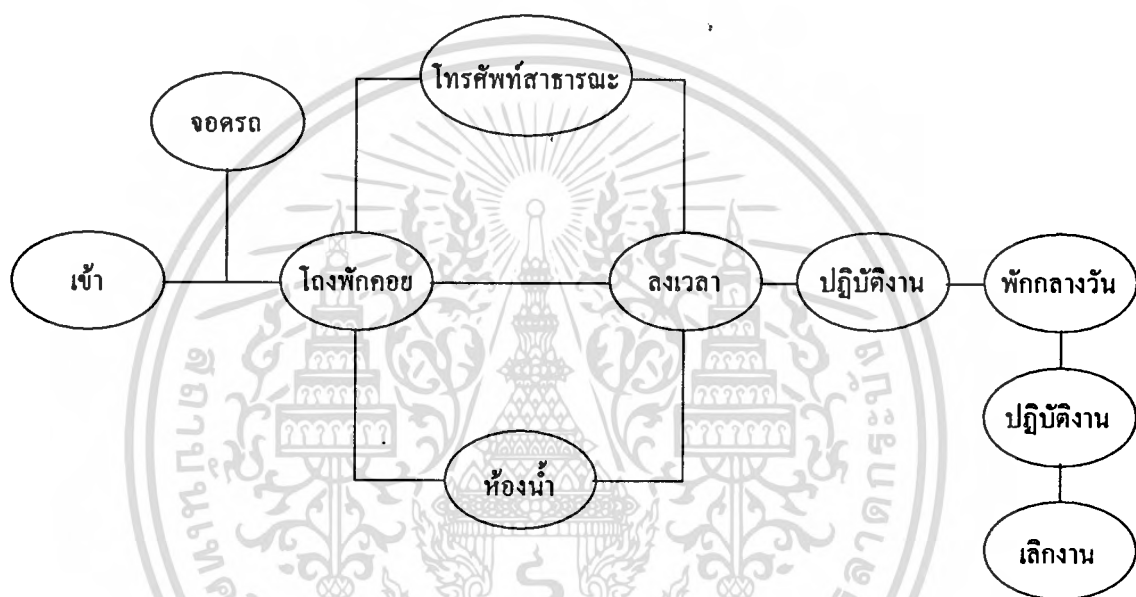 โทรศัพท์สาธารณะ
จอดรถ
เข้า
โถงพักคอย
ลงเวลา
ปฏิบัติงาน
พักกลางวัน
ปฏิบัติงาน
ห้องน้ำ
เลิกงาน